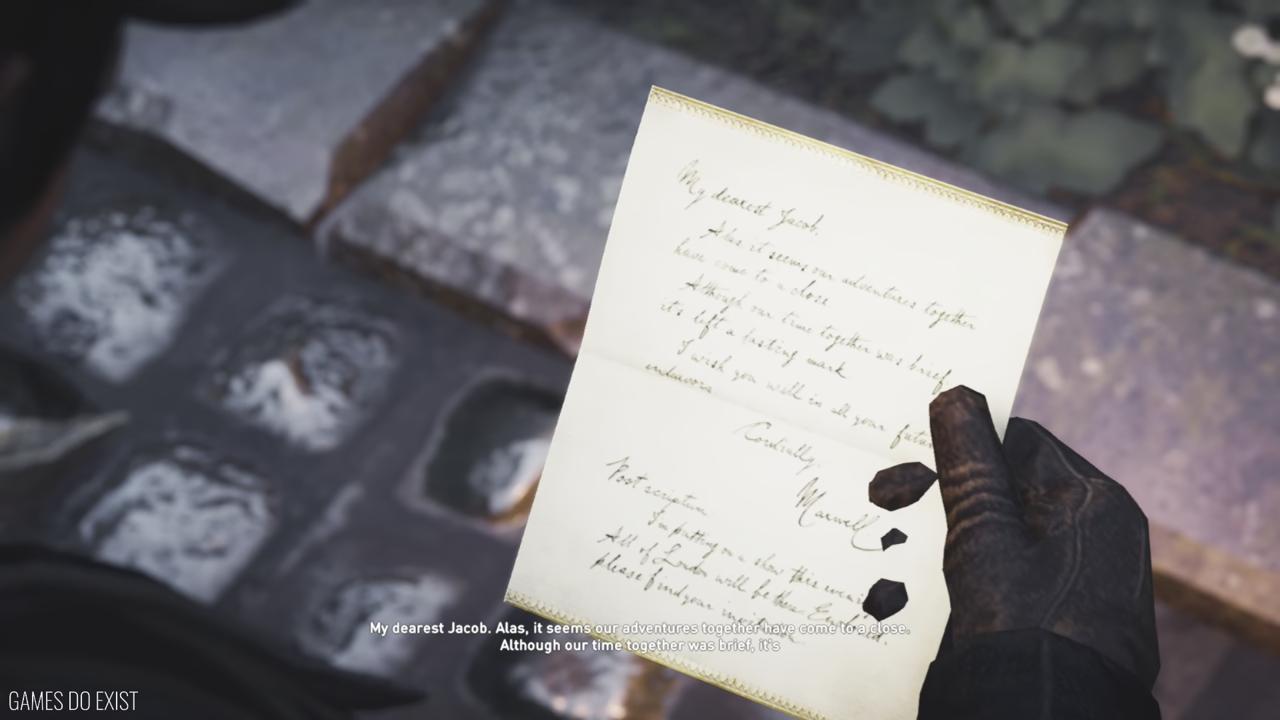 My dearest Jacob,
Alas it seems our adventures together
have come to a close
Although our time together was brief
it's left a lasting mark
I wish you well in all your future
endeavors
Cordially,
Maxwell
Post scriptum
I'm putting on a show this evening
All of London will be there. Enclosed,
please find your invitation.
My dearest Jacob. Alas, it seems our adventures together have come to a close.
Although our time together was brief, it's
GAMES DO EXIST